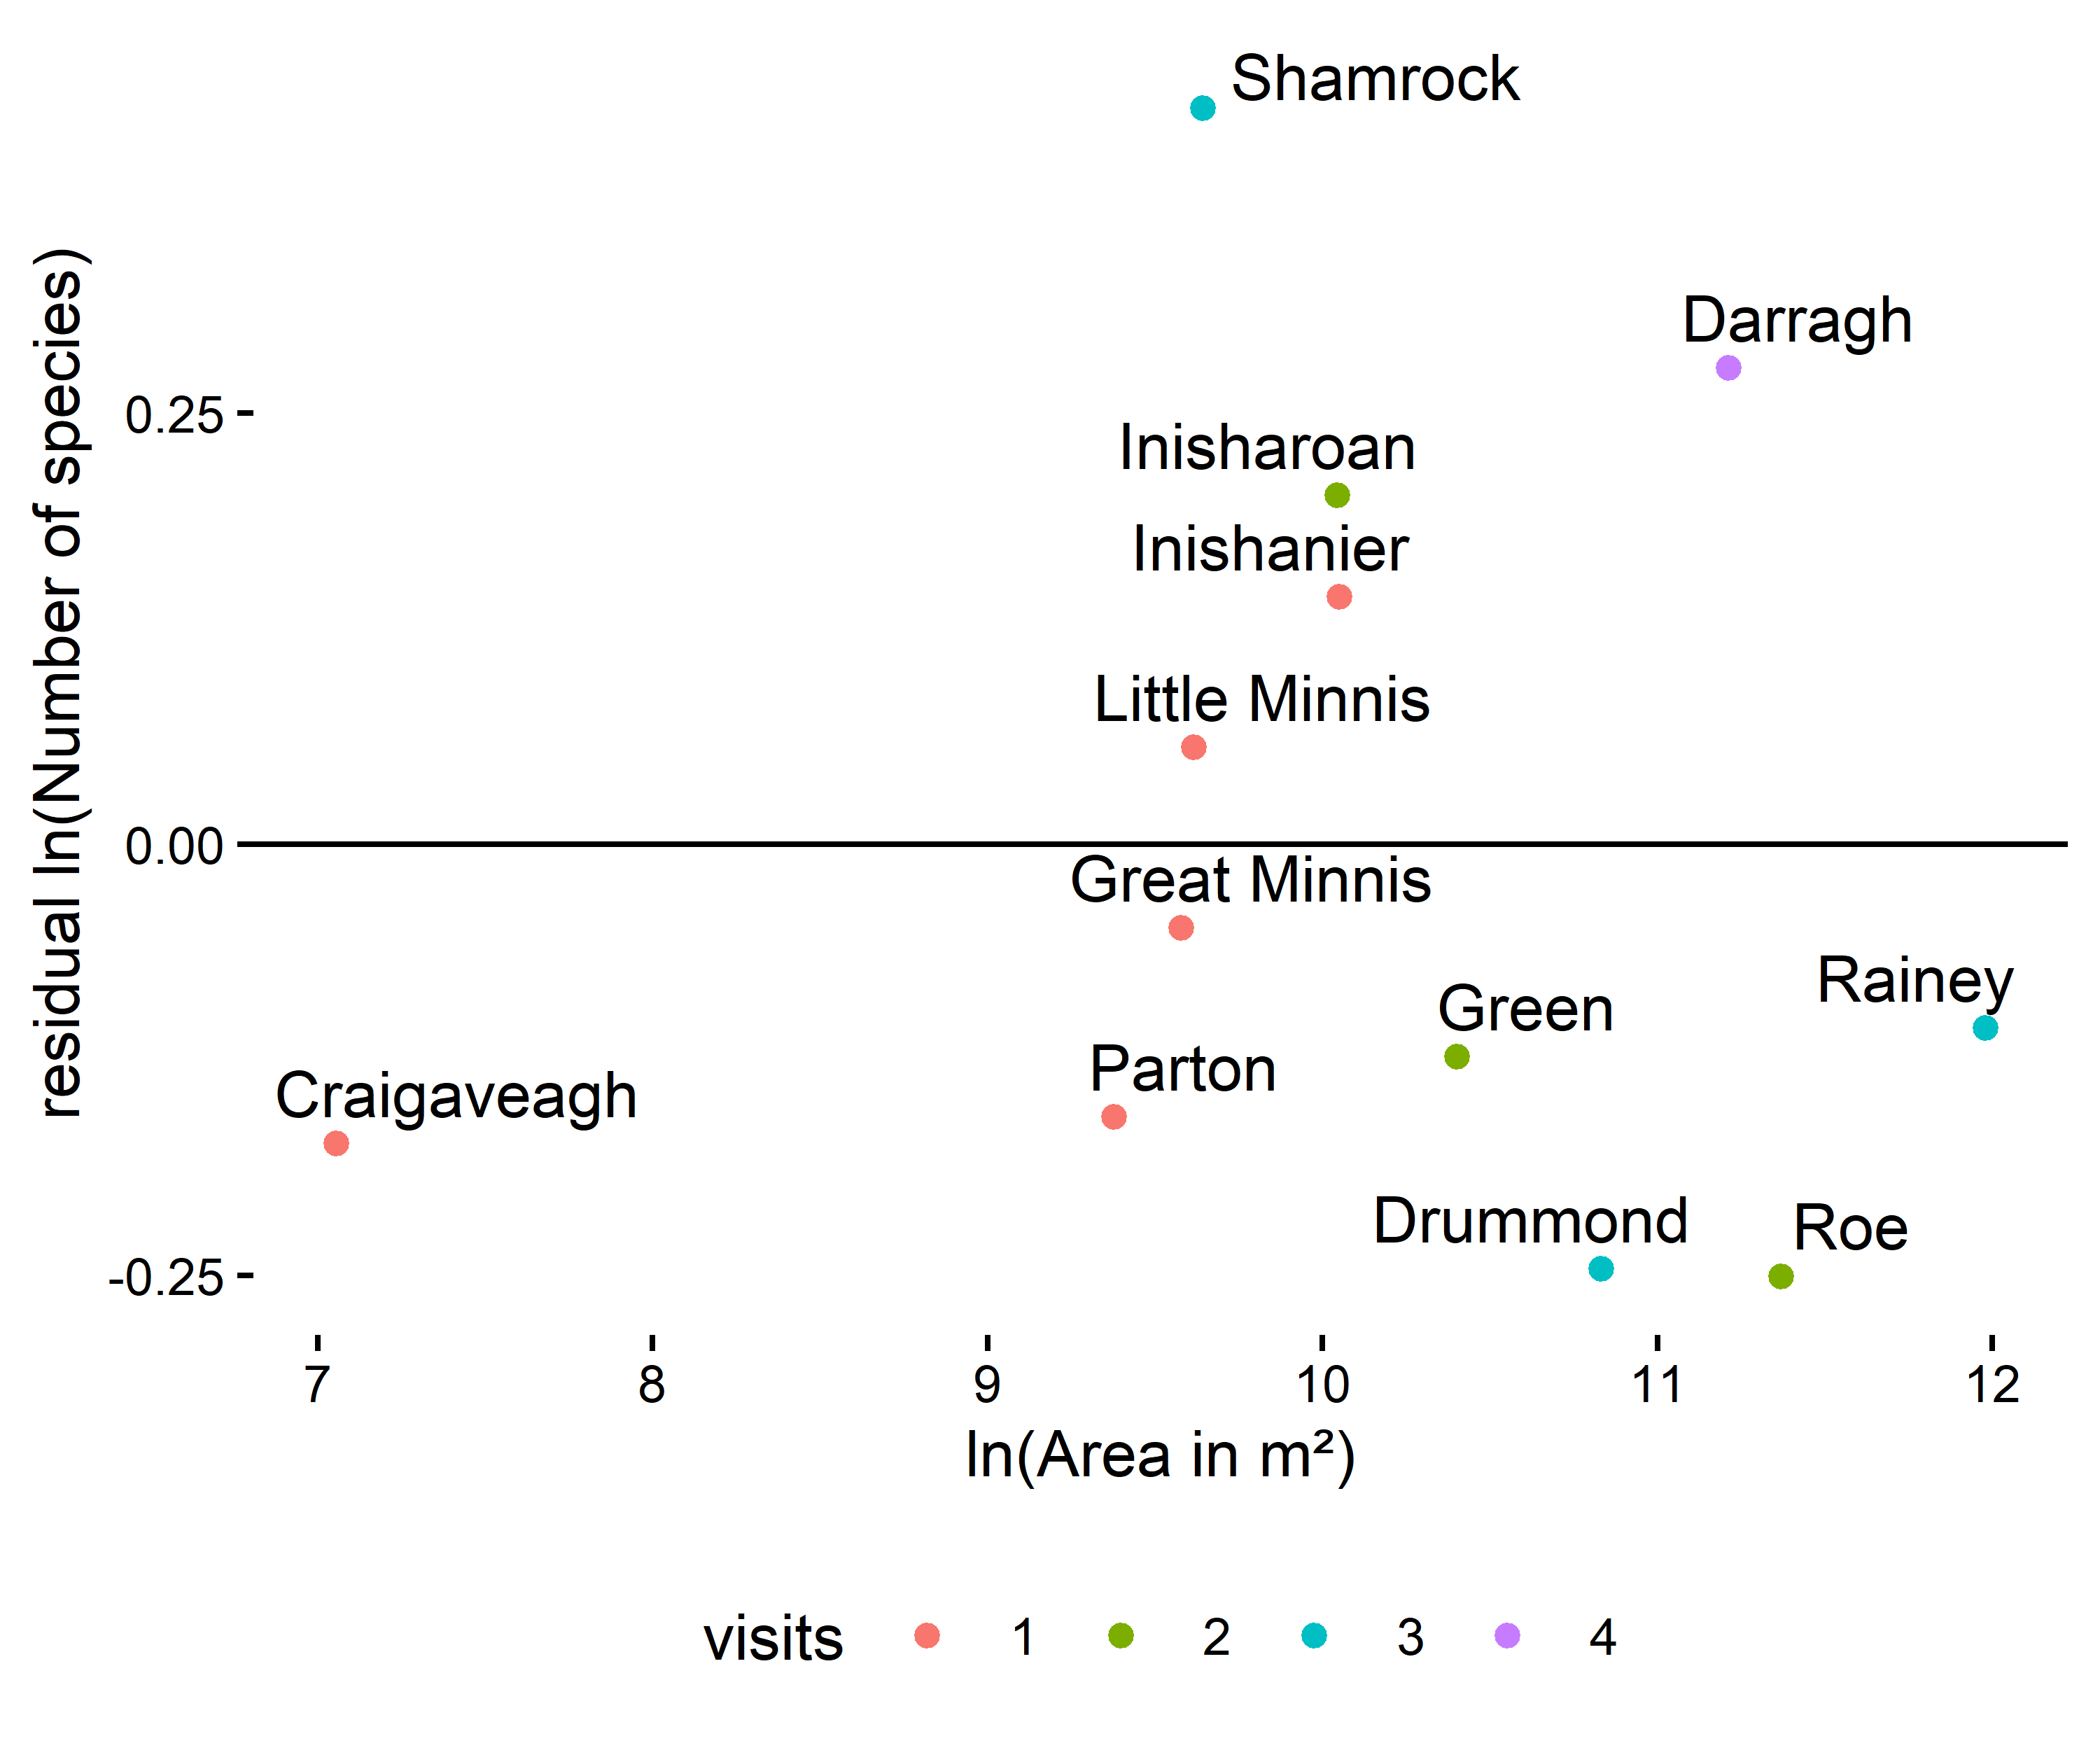 Shamrock
Darragh
0.25
Inisharoan
Inishanier
Little Minnis
0.00
Great Minnis
Rainey
Green
Parton
Craigaveagh
Drummond
Roe
-0.25
residual ln(Number of species)
7 8 9 10 11 12
ln(Area in m²)
visits 1 2 3 4